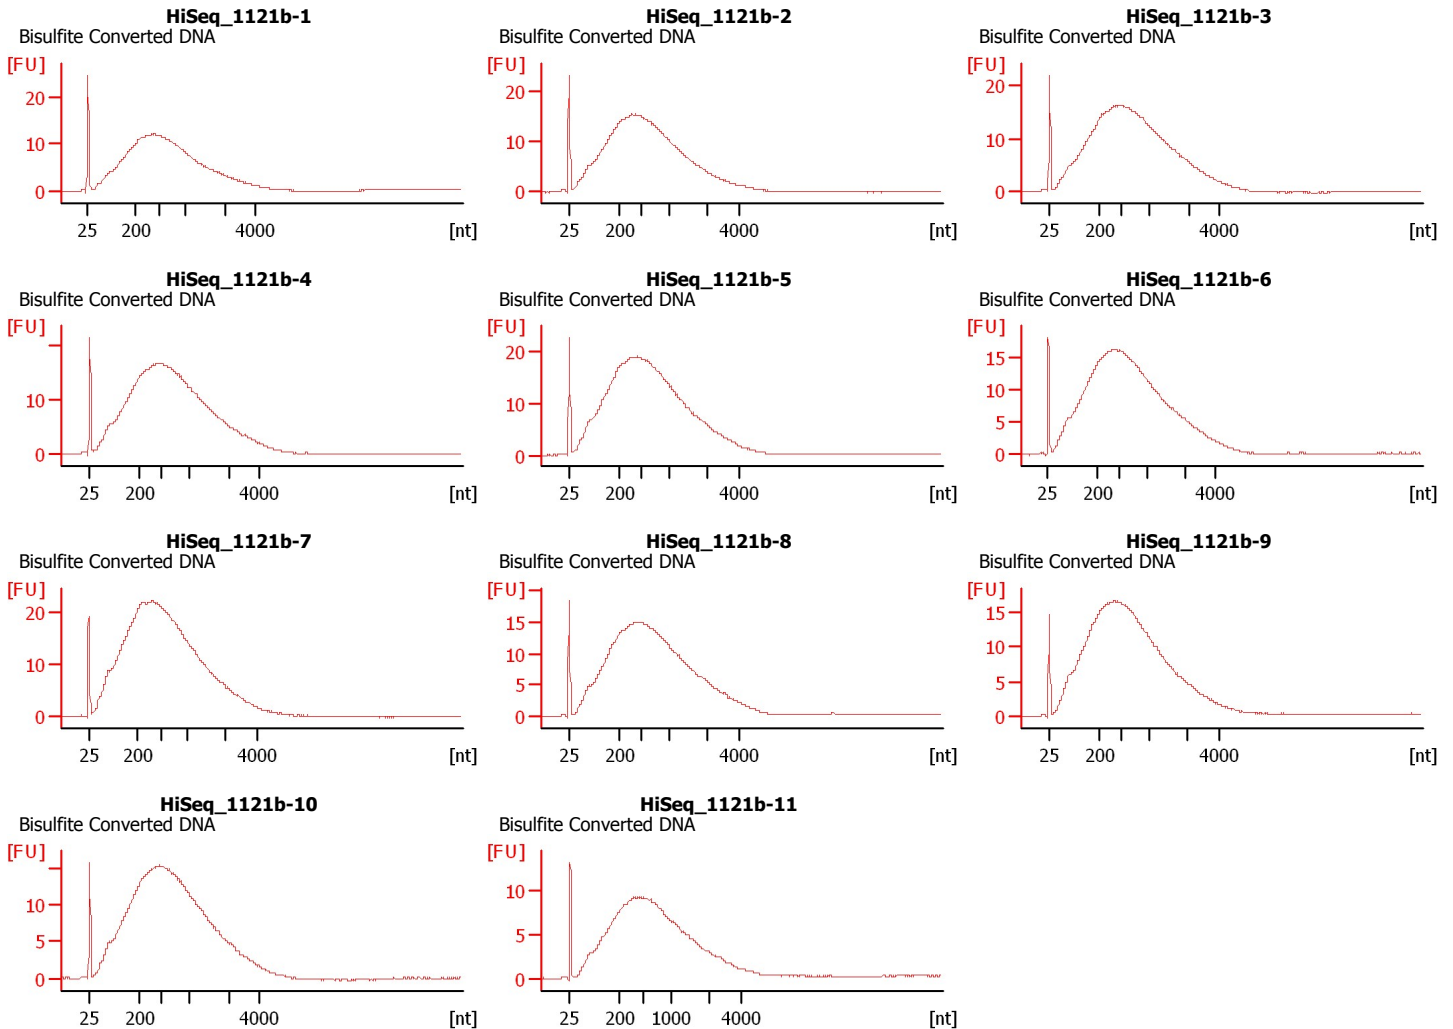 HiSeq_1121b-1
Bisulfite Converted DNA
[FU]
20
10
0
25 200 4000 [nt]
HiSeq_1121b-2
Bisulfite Converted DNA
[FU]
20
10
0
25 200 4000 [nt]
HiSeq_1121b-3
Bisulfite Converted DNA
[FU]
20
10
0
25 200 4000 [nt]
HiSeq_1121b-4
Bisulfite Converted DNA
[FU]
10
0
25 200 4000 [nt]
HiSeq_1121b-5
Bisulfite Converted DNA
[FU]
20
10
0
25 200 4000 [nt]
HiSeq_1121b-6
Bisulfite Converted DNA
[FU]
15
10
5
0
25 200 4000 [nt]
HiSeq_1121b-7
Bisulfite Converted DNA
[FU]
20
10
0
25 200 4000 [nt]
HiSeq_1121b-8
Bisulfite Converted DNA
[FU]
15
10
5
0
25 200 4000 [nt]
HiSeq_1121b-9
Bisulfite Converted DNA
[FU]
15
10
5
0
25 200 4000 [nt]
HiSeq_1121b-10
Bisulfite Converted DNA
[FU]
10
5
0
25 200 4000 [nt]
HiSeq_1121b-11
Bisulfite Converted DNA
[FU]
10
5
0
25 200 1000 4000 [nt]